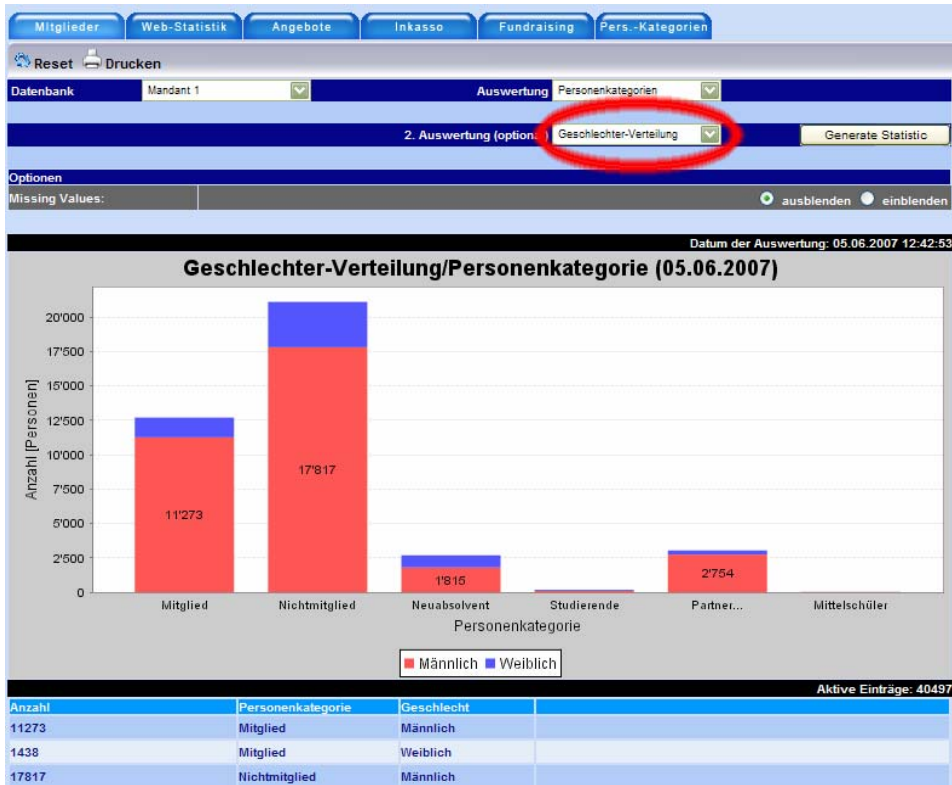 Mitglieder Web-Statistik Angebote Inkasso Fundraising Pers.-Kategorien
Reset Drucken
Datenbank Mandant 1 Auswertung Personenkategorien
2. Auswertung (optional) Geschlechter-Verteilung Generate Statistic
Optionen
Missing Values: ausblenden einblenden
Datum der Auswertung: 05.06.2007 12:42:53
Geschlechter-Verteilung/Personenkategorie (05.06.2007)
Anzahl [Personen]
20'000
17'500
15'000
12'500
10'000
7'500
5'000
2'500
0
11'273
17'817
1'815
2'754
Mitglied Nichtmitglied Neuabsolvent Studierende Partner... Mittelschüler
Personenkategorie
Männlich Weiblich
Aktive Einträge: 40497
Anzahl Personenkategorie Geschlecht
11273 Mitglied Männlich
1438 Mitglied Weiblich
17817 Nichtmitglied Männlich